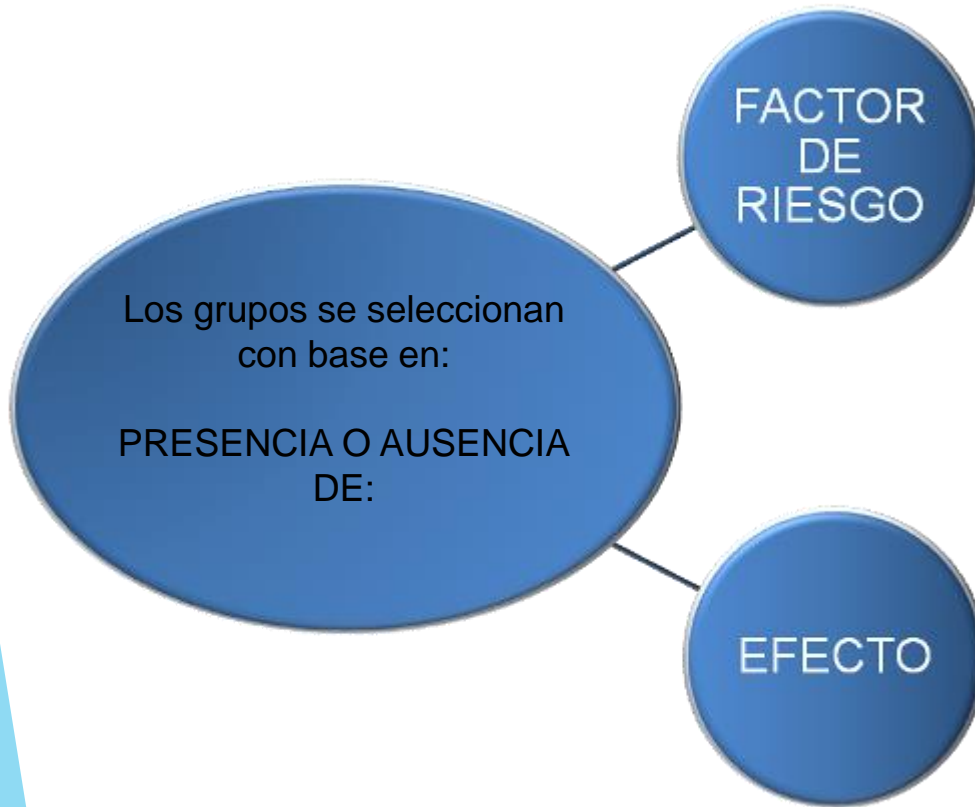 FACTOR
DE
RIESGO
Los grupos se seleccionan
con base en:
PRESENCIA O AUSENCIA
DE:
EFECTO